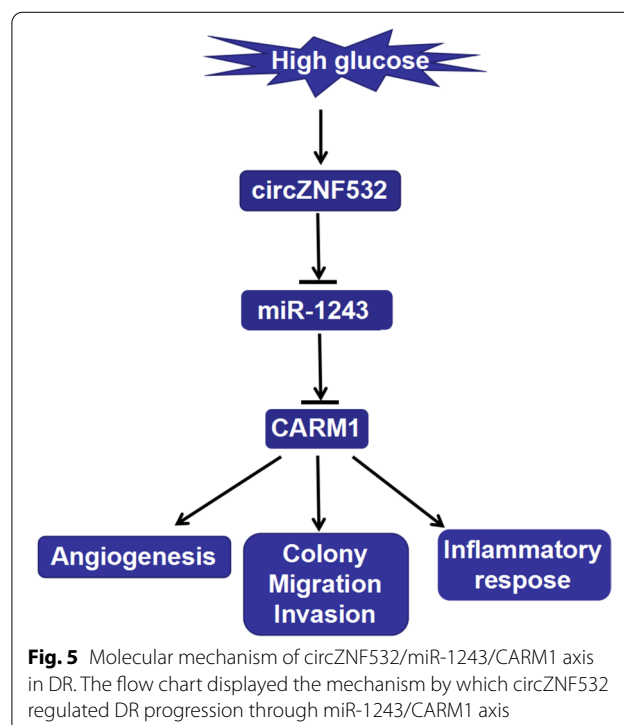 High glucose
circZNF532
miR-1243
CARM1
Angiogenesis
Colony
Migration
Invasion
Inflammatory
respose
Fig. 5 Molecular mechanism of circZNF532/miR-1243/CARM1 axis
in DR. The flow chart displayed the mechanism by which circZNF532
regulated DR progression through miR-1243/CARM1 axis